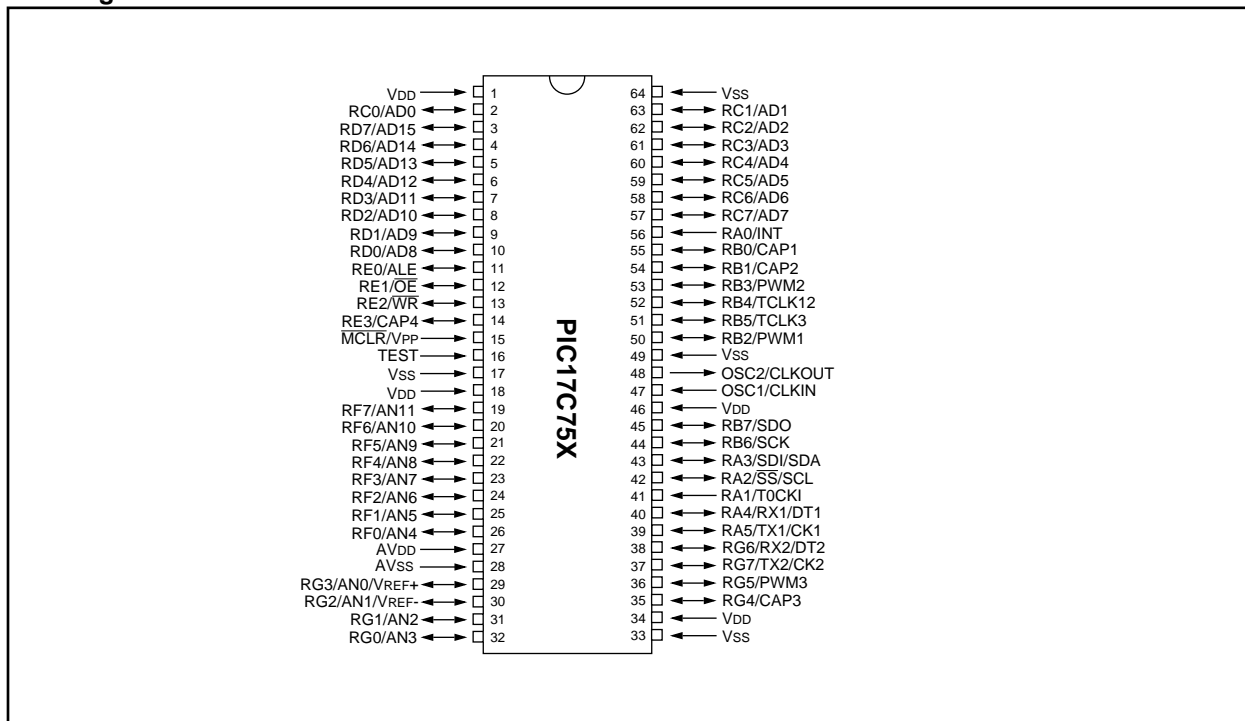 VDD 1
RC0/AD0 2
RD7/AD15 3
RD6/AD14 4
RD5/AD13 5
RD4/AD12 6
RD3/AD11 7
RD2/AD10 8
RD1/AD9 9
RD0/AD8 10
RE0/ALE 11
RE1/OE 12
RE2/WR 13
RE3/CAP4 14
MCLR/VPP 15
TEST 16
VSS 17
VDD 18
RF7/AN11 19
RF6/AN10 20
RF5/AN9 21
RF4/AN8 22
RF3/AN7 23
RF2/AN6 24
RF1/AN5 25
RF0/AN4 26
AVDD 27
AVSS 28
RG3/AN0/VREF+ 29
RG2/AN1/VREF- 30
RG1/AN2 31
RG0/AN3 32
PIC17C75X
64 VSS
63 RC1/AD1
62 RC2/AD2
61 RC3/AD3
60 RC4/AD4
59 RC5/AD5
58 RC6/AD6
57 RC7/AD7
56 RA0/INT
55 RB0/CAP1
54 RB1/CAP2
53 RB3/PWM2
52 RB4/TCLK12
51 RB5/TCLK3
50 RB2/PWM1
49 VSS
48 OSC2/CLKOUT
47 OSC1/CLKIN
46 VDD
45 RB7/SDO
44 RB6/SCK
43 RA3/SDI/SDA
42 RA2/SS/SCL
41 RA1/T0CKI
40 RA4/RX1/DT1
39 RA5/TX1/CK1
38 RG6/RX2/DT2
37 RG7/TX2/CK2
36 RG5/PWM3
35 RG4/CAP3
34 VDD
33 VSS